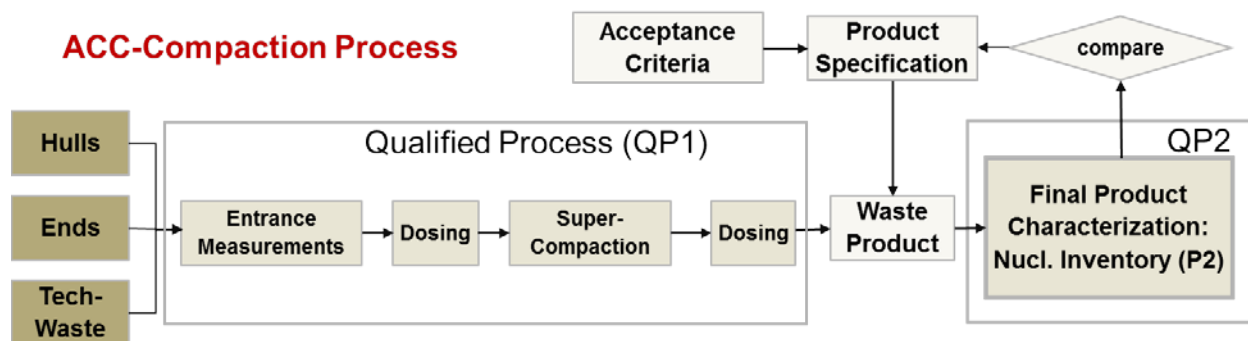 ACC-Compaction Process
Acceptance
Criteria
Product
Specification
compare
Hulls
Ends
Tech-
Waste
Qualified Process (QP1)
Entrance
Measurements
Dosing
Super-
Compaction
Dosing
Waste
Product
QP2
Final Product
Characterization:
Nucl. Inventory (P2)